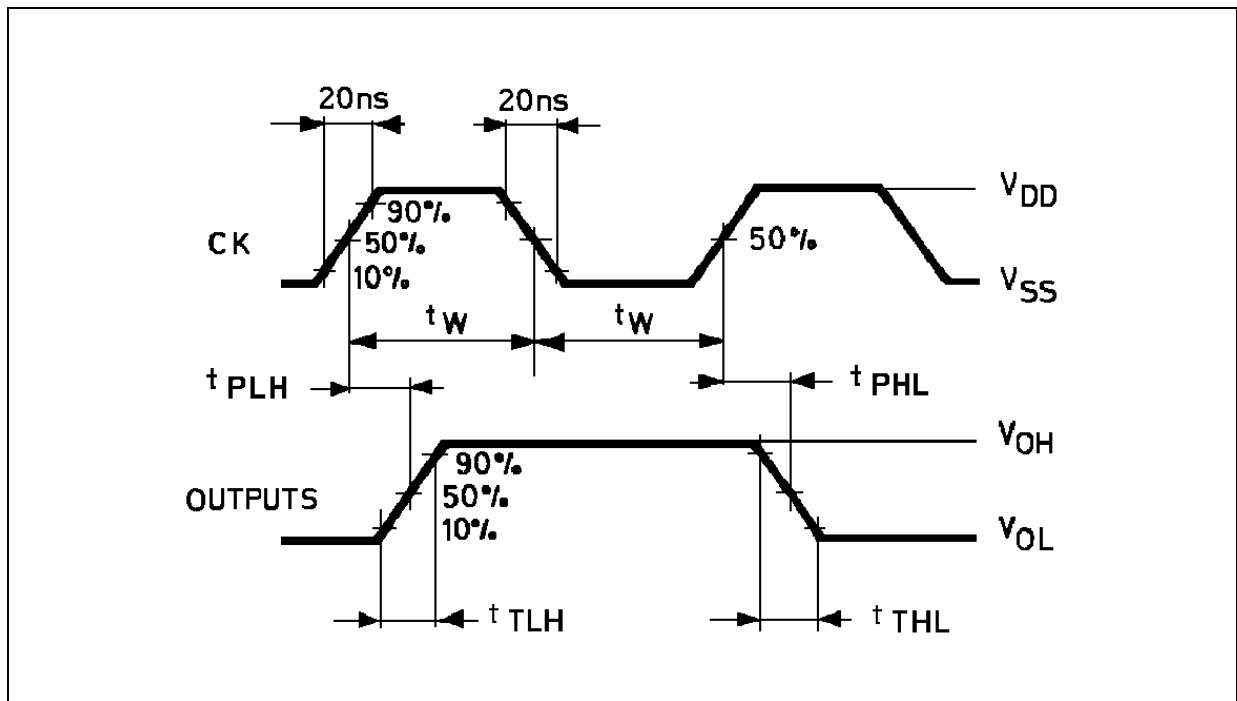 20ns 20ns
VDD
90%
CK 50% 50%
10%
VSS
tW tW
tPLH tPHL
VOH
90%
OUTPUTS 50%
10%
VOL
tTLH tTHL